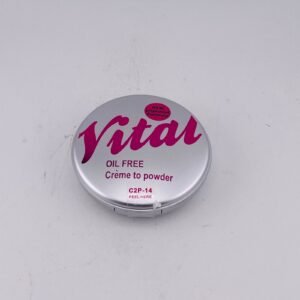 Vital
OIL FREE
Crème to powder
C2P-14
PEEL HERE